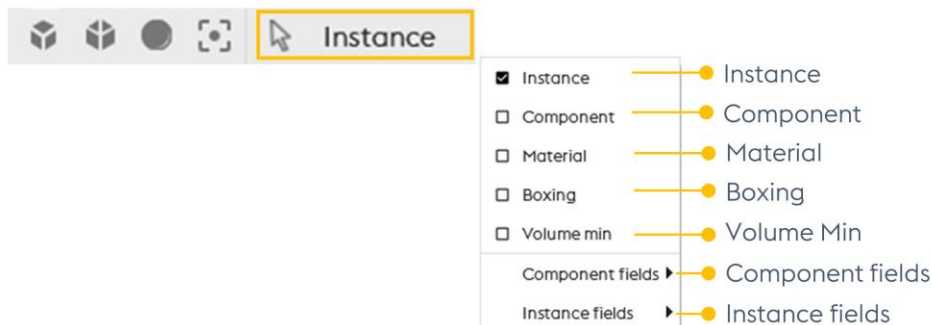 Instance
Instance Instance
Component Component
Material Material
Boxing Boxing
Volume min Volume Min
Component fields Component fields
Instance fields Instance fields